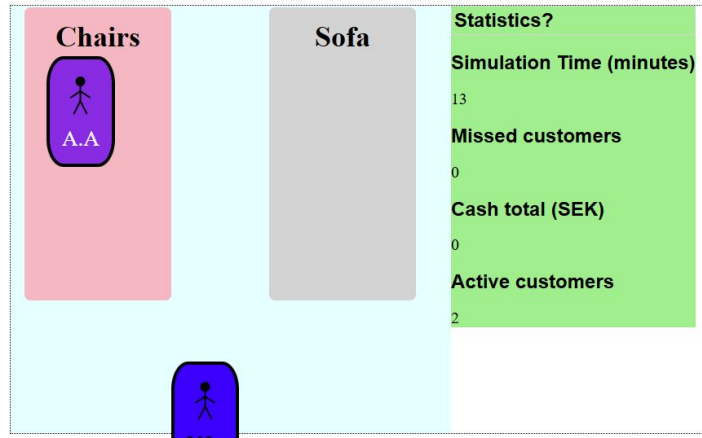 Chairs
A.A
Sofa
Statistics?
Simulation Time (minutes)
13
Missed customers
0
Cash total (SEK)
0
Active customers
2